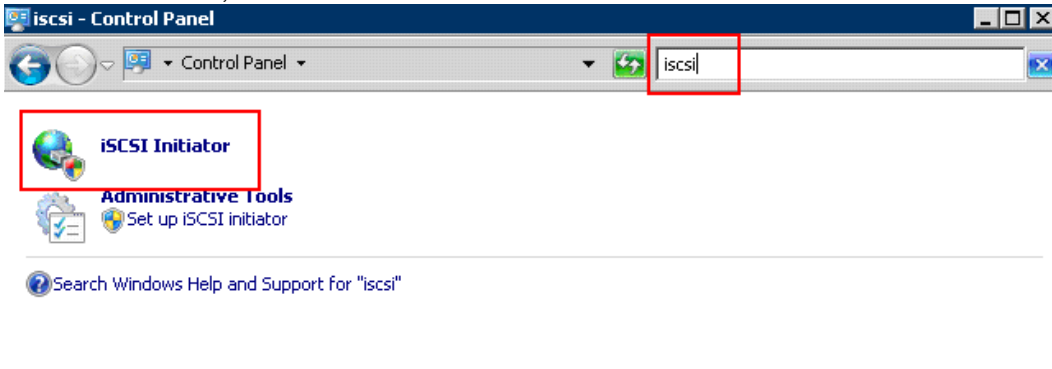 iscsi - Control Panel
Control Panel
iscsi
iSCSI Initiator
Administrative Tools
Set up iSCSI initiator
Search Windows Help and Support for "iscsi"